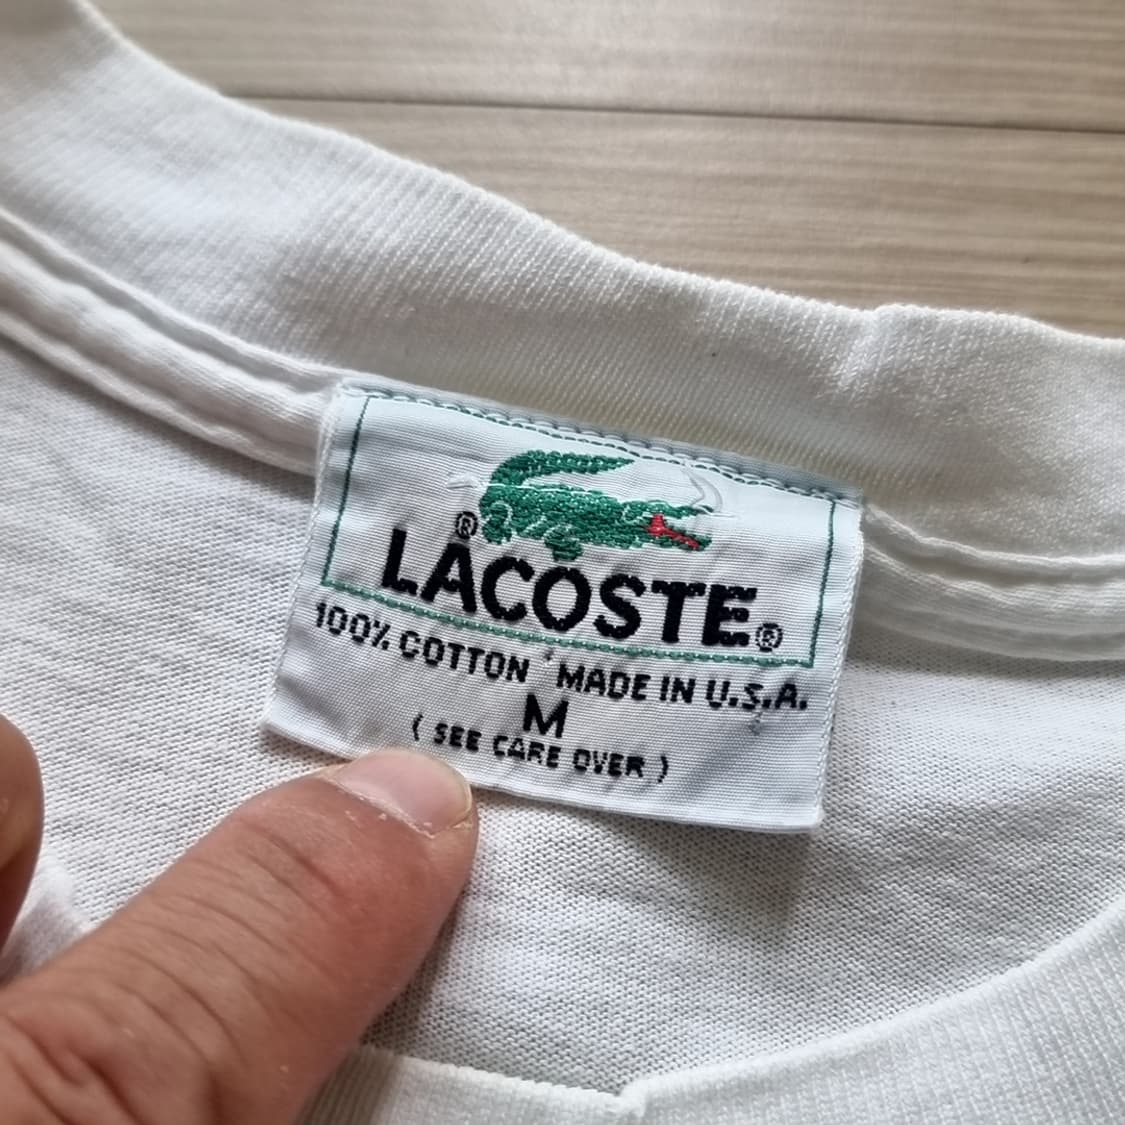 ®
LACOSTE®
100% COTTON MADE IN U.S.A.
M
( SEE CARE OVER )